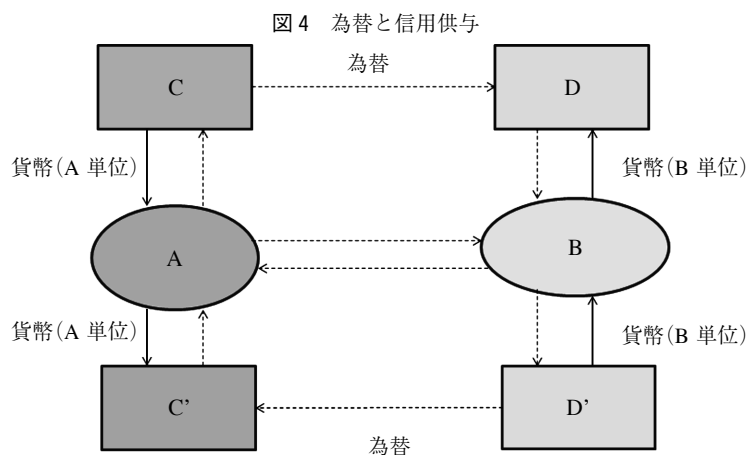 図4 為替と信用供与
C
為替
D
貨幣(A 単位)
貨幣(B 単位)
A
B
貨幣(A 単位)
貨幣(B 単位)
C’
D’
為替